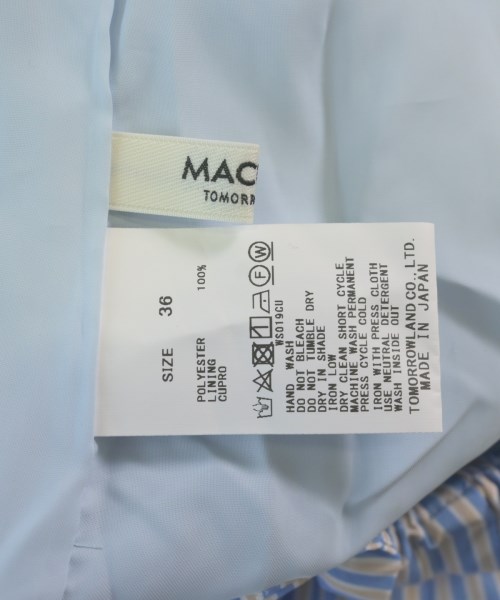 MAC
TOMORR
SIZE 36
POLYESTER 100%
LINING
CUPRO
WS019CU
HAND WASH
DO NOT BLEACH
DO NOT TUMBLE DRY
DRY IN SHADE
IRON LOW
DRY CLEAN SHORT CYCLE
MACHINE WASH PERMANENT
PRESS CYCLE COLD
IRON WITH PRESS CLOTH
USE NEUTRAL DETERGENT
WASH INSIDE OUT
TOMORROWLAND CO., LTD.
MADE IN JAPAN